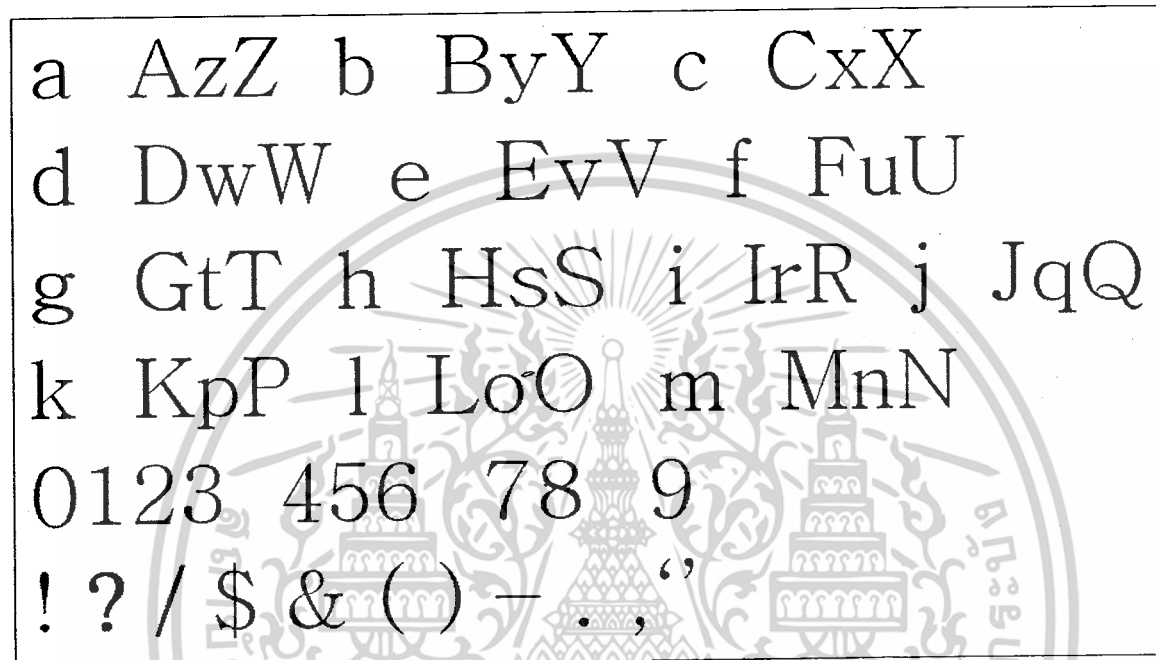 a AzZ b ByY c CxX
d DwW e EvV f FuU
g GtT h HsS i IrR j JqQ
k KpP l LoO m MnN
0123 456 78 9
! ? / $ & ( ) – . , ‘ ’